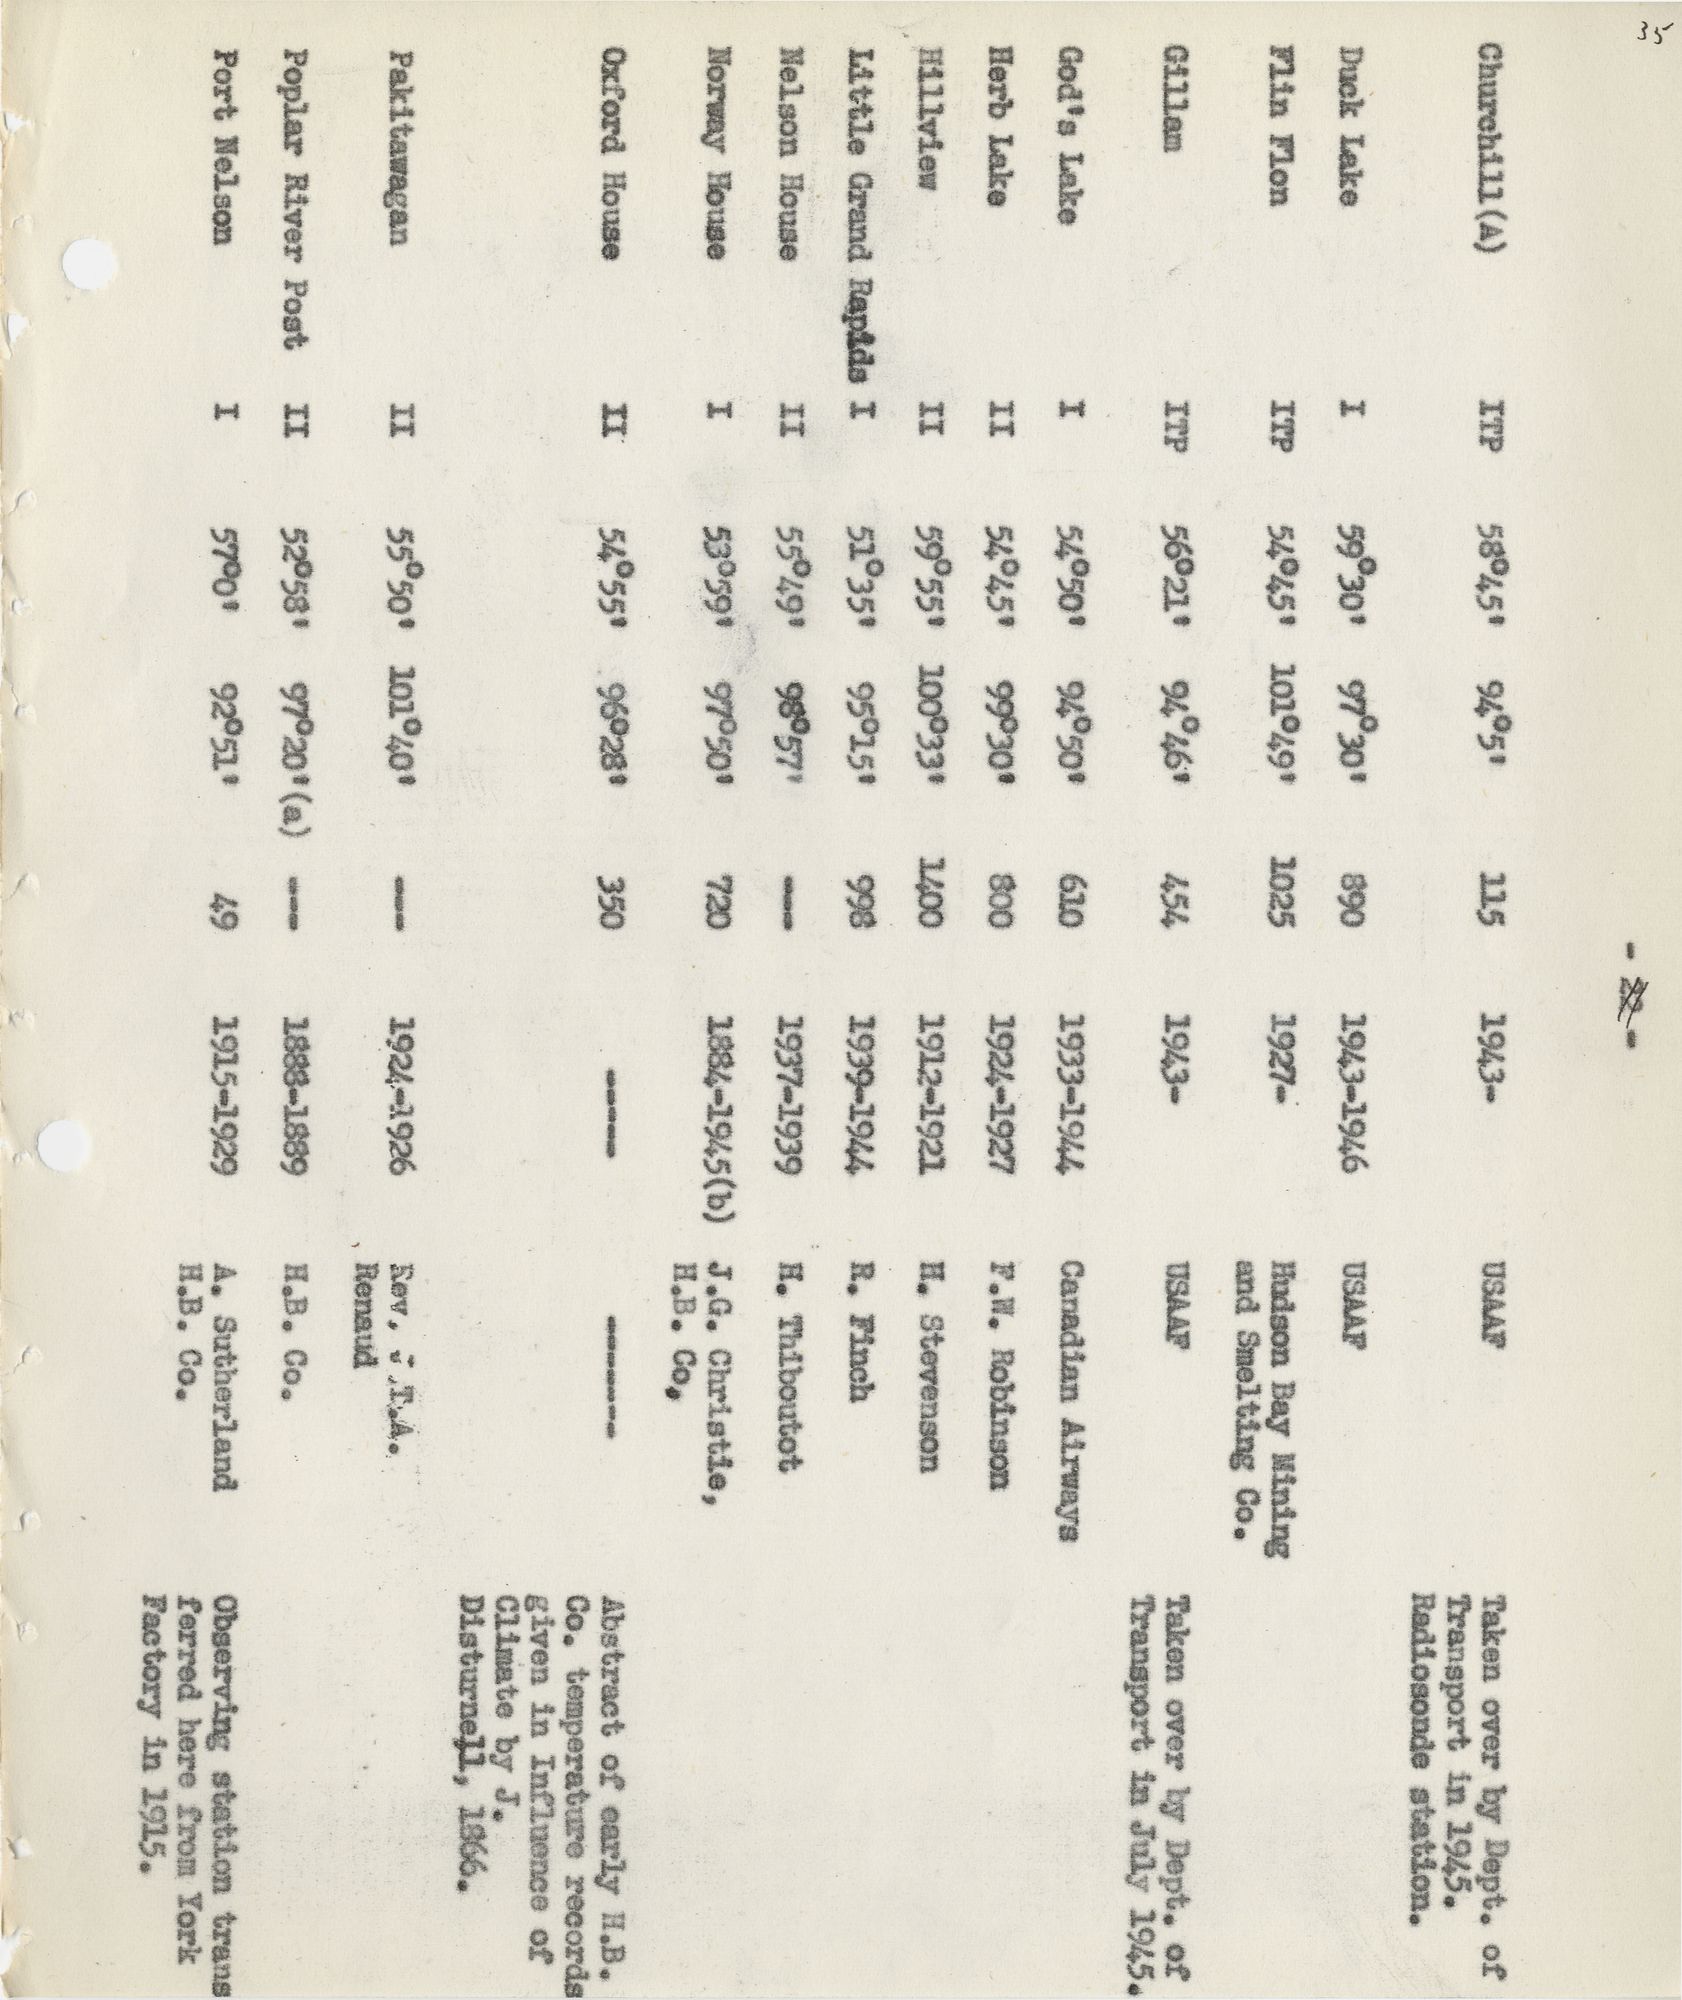 35
- -
Churchill(A) ITP 58°45' 94°5' 115 1943- USAAF Taken over by Dept. of
Transport in 1945.
Radiosonde station.
Duck Lake I 59°30' 97°30' 890 1943-1946 USAAF
Flin Flon ITP 54°45' 101°49' 1025 1927- Hudson Bay Mining
and Smelting Co.
Gillam ITP 56°21' 94°46' 454 1943- USAAF Taken over by Dept. of
Transport in July 1945.
God's Lake I 54°50' 94°50' 610 1933-1944 Canadian Airways
Herb Lake II 54°45' 99°30' 800 1924-1927 F.W. Robinson
Hillview II 59°55' 100°33' 1400 1912-1921 H. Stevenson
Little Grand Rapids I 51°35' 95°15' 998 1939-1944 R. Finch
Nelson House II 55°49' 98°57' --- 1937-1939 H. Thiboutot
Norway House I 53°59' 97°50' 720 1884-1945(b) J.G. Christie,
H.B. Co,
Oxford House II 54°55' 96°28' 350 ----- ------- Abstract of early H.B.
Co. temperature records
given in Influence of
Climate by J.
Disturnell, 1866.
Pakitawagan II 55°50' 101°40' --- 1924-1926 Rev. J.T.A.
Renaud
Poplar River Post II 52°58' 97°20'(a) --- 1888-1889 H.B. Co.
Port Nelson I 57°0' 92°51' 49 1915-1929 A. Sutherland Observing station trans
H.B. Co. ferred here from York
Factory in 1915.